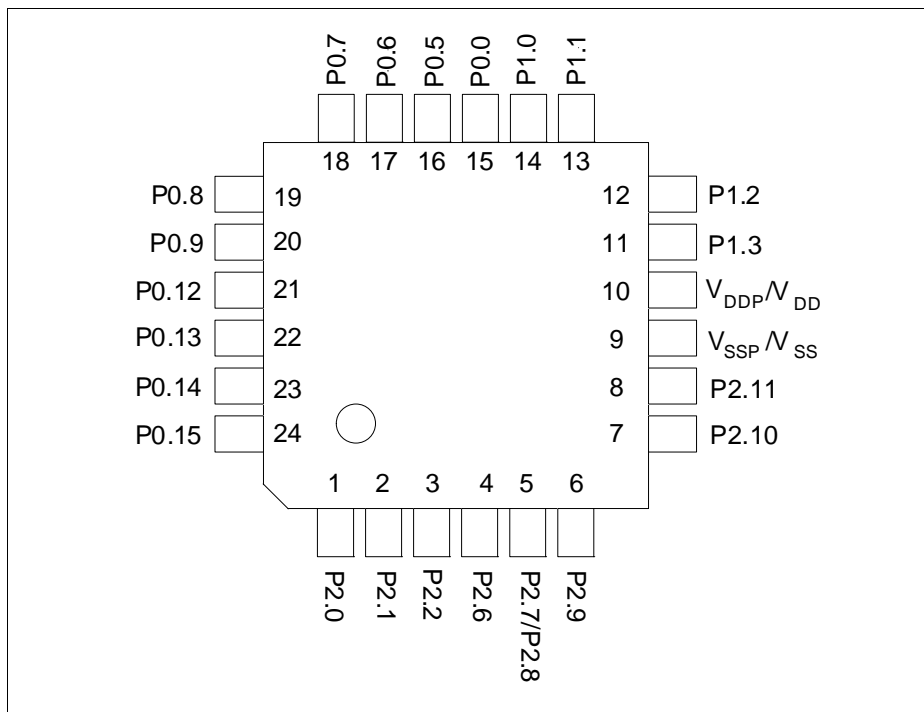 P0.7 P0.6 P0.5 P0.0 P1.0 P1.1
18 17 16 15 14 13
P0.8 19 12 P1.2
P0.9 20 11 P1.3
P0.12 21 10 VDDP/VDD
P0.13 22 9 VSSP/VSS
P0.14 23 8 P2.11
P0.15 24 7 P2.10
1 2 3 4 5 6
P2.0 P2.1 P2.2 P2.6 P2.7/P2.8 P2.9